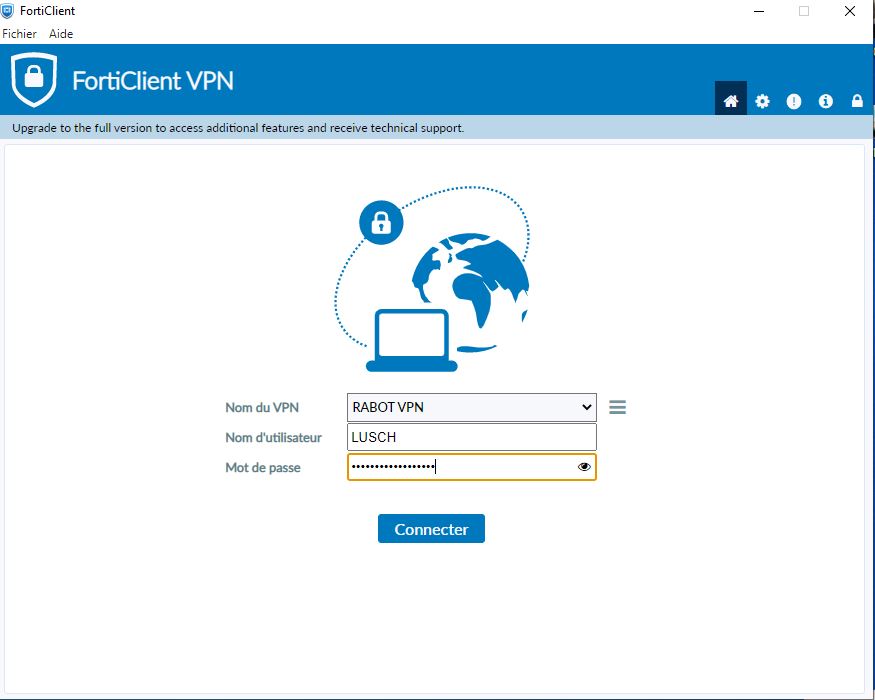 FortiClient
Fichier Aide
FortiClient VPN
Upgrade to the full version to access additional features and receive technical support.
Nom du VPN RABOT VPN
Nom d'utilisateur LUSCH
Mot de passe ••••••••••••••••••
Connecter